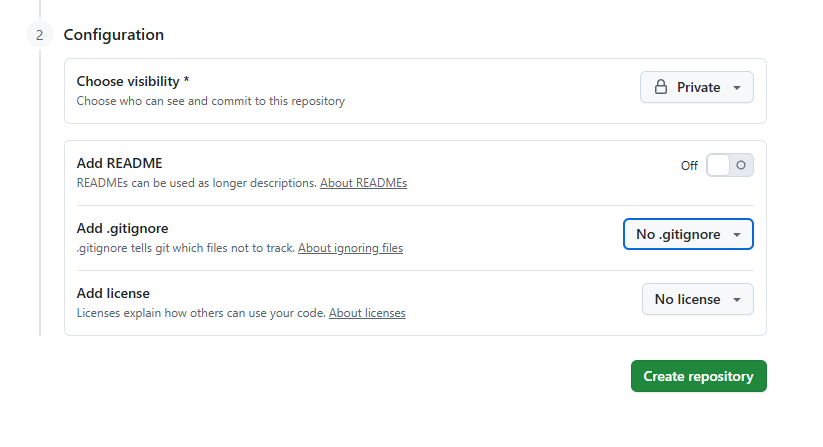 2
Configuration
Choose visibility *
Choose who can see and commit to this repository
Private
Add README
READMEs can be used as longer descriptions. About READMEs
Off
Add .gitignore
.gitignore tells git which files not to track. About ignoring files
No .gitignore
Add license
Licenses explain how others can use your code. About licenses
No license
Create repository